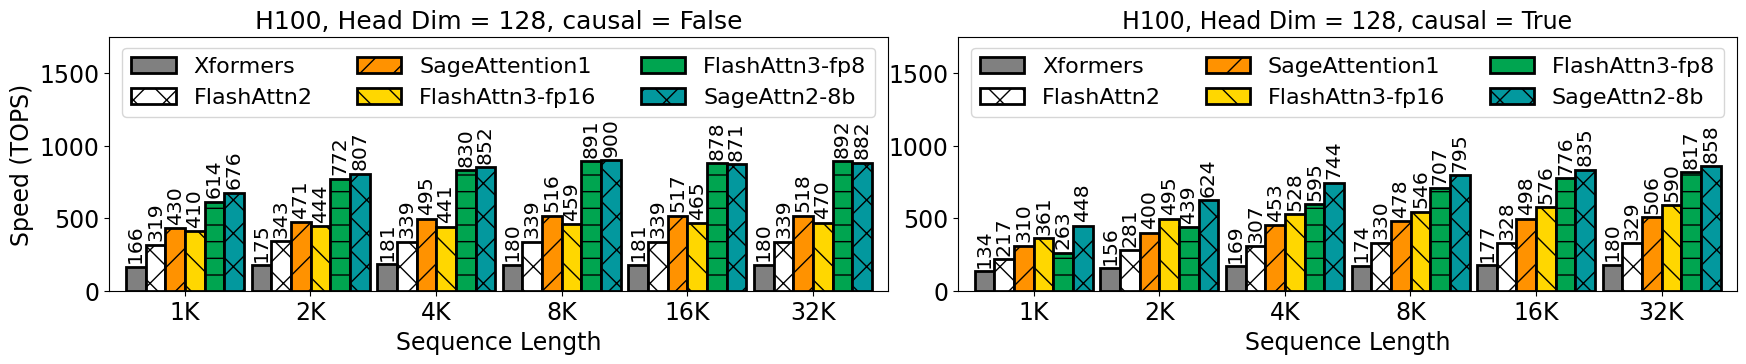 H100, Head Dim = 128, causal = False
Speed (TOPS)
1500
1000
500
0
Xformers
FlashAttn2
SageAttention1
FlashAttn3-fp16
FlashAttn3-fp8
SageAttn2-8b
166 319 430 410 614 676
175 343 471 444 772 807
181 339 495 441 830 852
180 339 516 459 891 900
181 339 517 465 878 871
180 339 518 470 892 882
1K 2K 4K 8K 16K 32K
Sequence Length
H100, Head Dim = 128, causal = True
1500
1000
500
0
Xformers
FlashAttn2
SageAttention1
FlashAttn3-fp16
FlashAttn3-fp8
SageAttn2-8b
134 217 310 361 263 448
156 281 400 495 439 624
169 307 453 528 595 744
174 330 478 546 707 795
177 328 498 576 776 835
180 329 506 590 817 858
1K 2K 4K 8K 16K 32K
Sequence Length